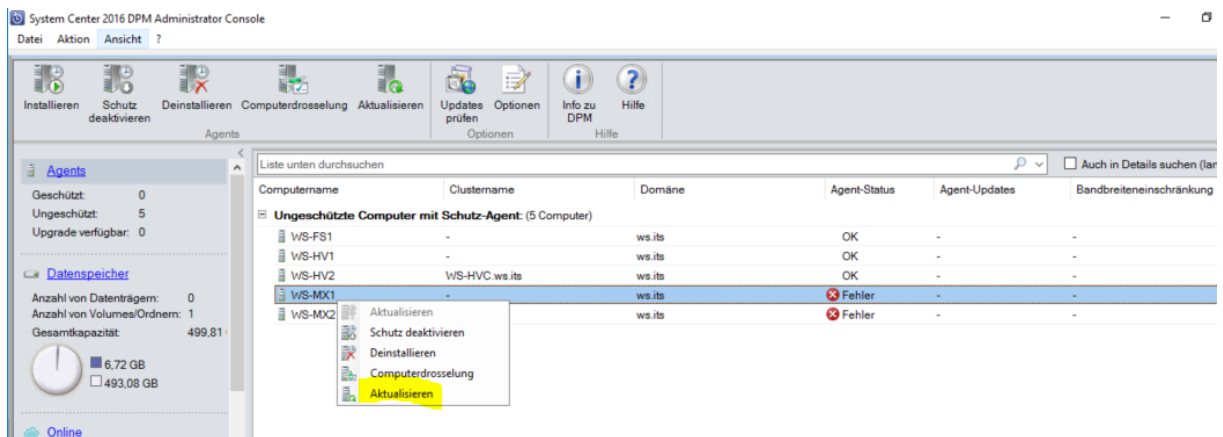 System Center 2016 DPM Administrator Console
Datei Aktion Ansicht ?
Installieren Schutz deaktivieren Deinstallieren Computerdrosselung Aktualisieren Updates prüfen Optionen Info zu DPM Hilfe
Agents Optionen Hilfe
Agents
Geschützt: 0
Ungeschützt: 5
Upgrade verfügbar: 0
Datenspeicher
Anzahl von Datenträgern: 0
Anzahl von Volumes/Ordnern: 1
Gesamtkapazität: 499,81
6,72 GB
493,08 GB
Online
Liste unten durchsuchen Auch in Details suchen (lan
Computername Clustername Domäne Agent-Status Agent-Updates Bandbreiteneinschränkung
Ungeschützte Computer mit Schutz-Agent: (5 Computer)
WS-FS1 - ws.its OK - -
WS-HV1 - ws.its OK - -
WS-HV2 WS-HVC.ws.its ws.its OK - -
WS-MX1 - ws.its Fehler - -
WS-MX2 ws.its Fehler - -
Aktualisieren
Schutz deaktivieren
Deinstallieren
Computerdrosselung
Aktualisieren